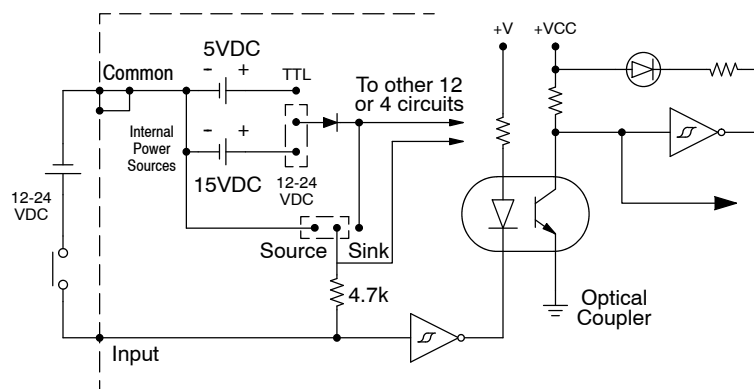 5VDC
+V
+VCC
Common
- +
TTL
To other 12
or 4 circuits
Internal
Power
Sources
- +
15VDC
12-24
VDC
12-24
VDC
Source
Sink
4.7k
Optical
Coupler
Input